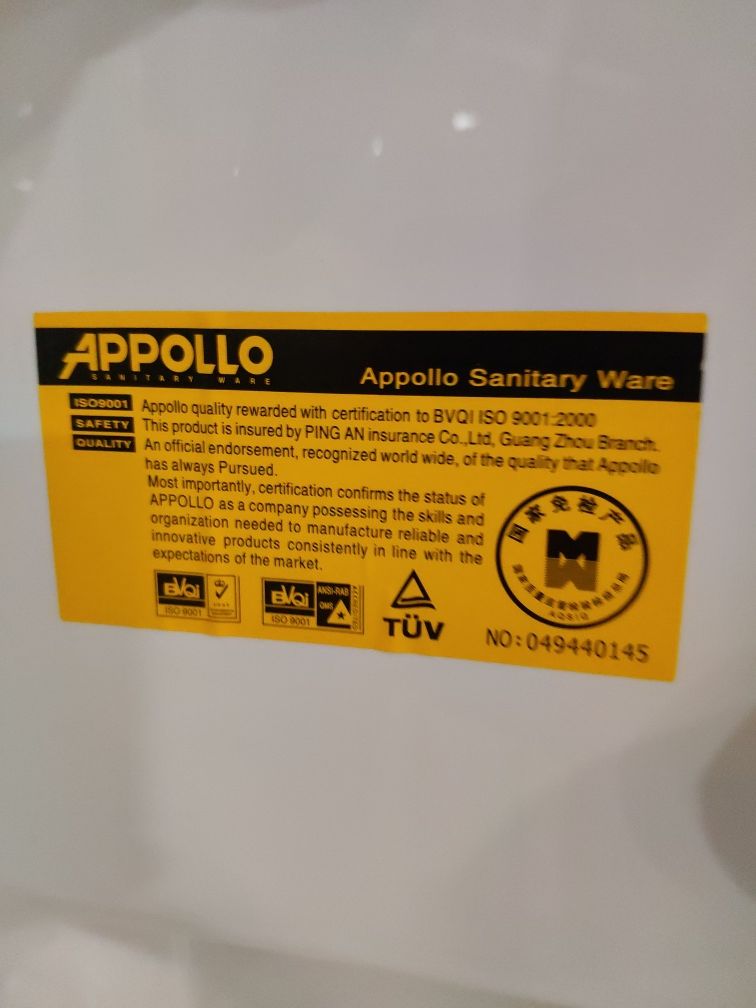 APPOLLO
SANITARY WARE
Appollo Sanitary Ware
ISO9001 Appollo quality rewarded with certification to BVQI ISO 9001:2000
SAFETY This product is insured by PING AN insurance Co.,Ltd, Guang Zhou Branch.
QUALITY An official endorsement, recognized world wide, of the quality that Appollo
has always Pursued.
Most importantly, certification confirms the status of
APPOLLO as a company possessing the skills and
organization needed to manufacture reliable and
innovative products consistently in line with the
expectations of the market.
国家免检产品
AQSIQ
BVQi
ISO 9001
BVQi
ISO 9001
ANSI-RAB
QMS
ACCREDITED
TÜV
NO:049440145